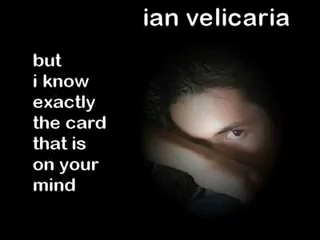 ian velicaria
but
i know
exactly
the card
that is
on your
mind